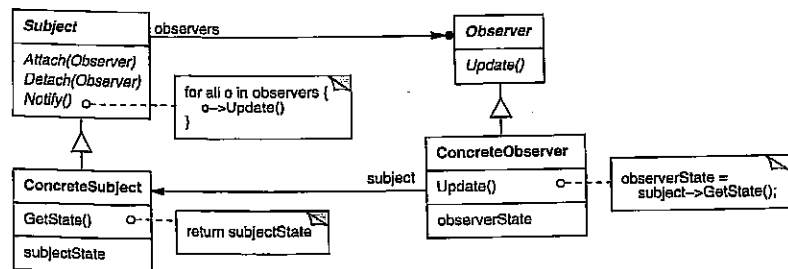 Subject
observers
Observer
Attach(Observer)
Detach(Observer)
Notify()
Update()
for all o in observers {
o->Update()
}
ConcreteSubject
subject
ConcreteObserver
GetState()
Update()
observerState =
subject->GetState();
return subjectState
subjectState
observerState